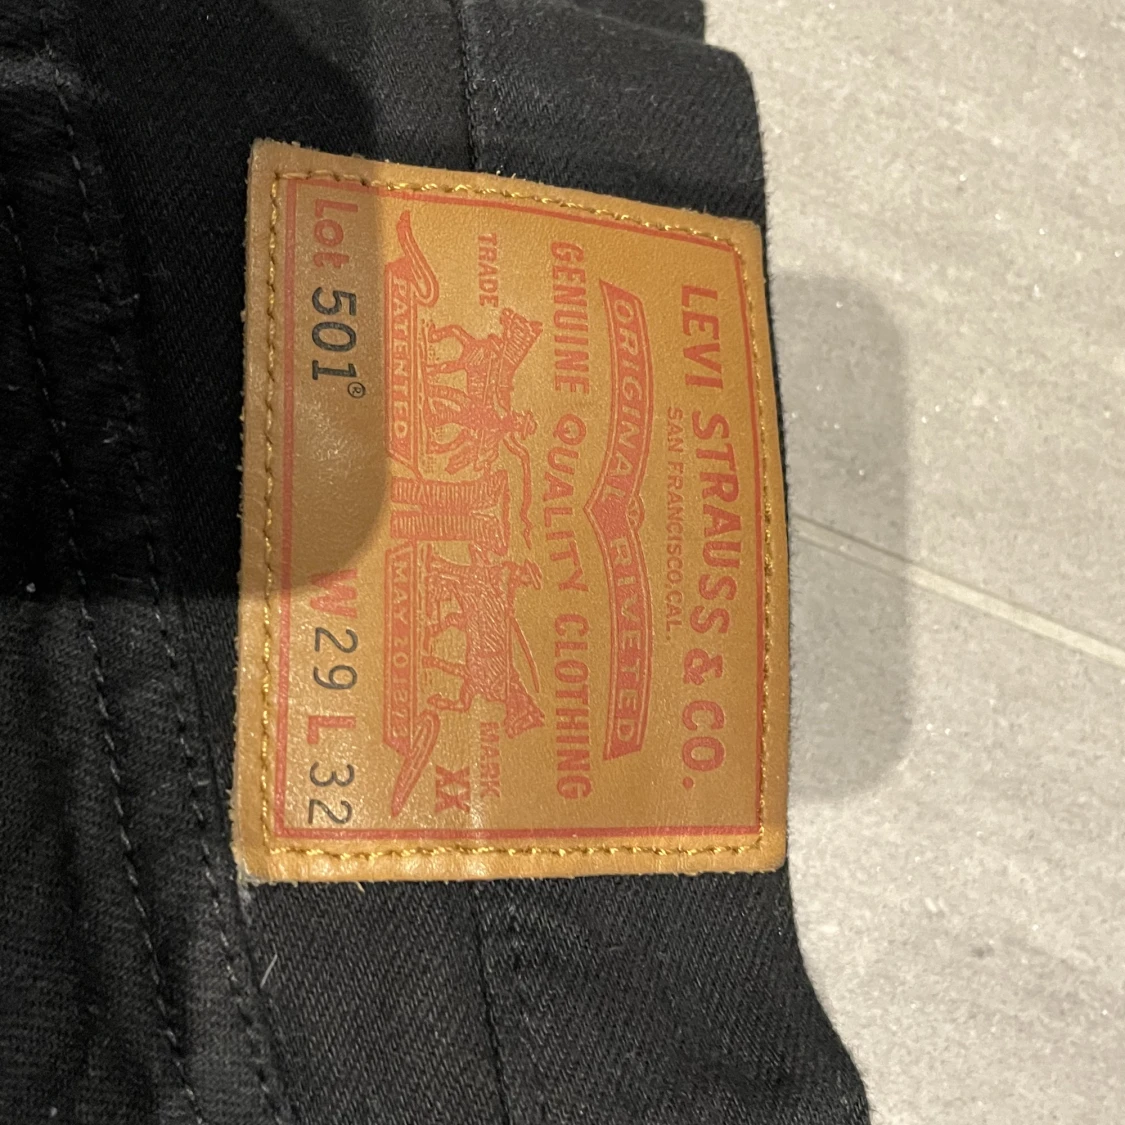 LEVI STRAUSS & CO.
SAN FRANCISCO, CAL.
ORIGINAL RIVETED
GENUINE QUALITY CLOTHING
TRADE MARK
XX
PATENTED MAY 20 1873
Lot 501® W 29 L 32